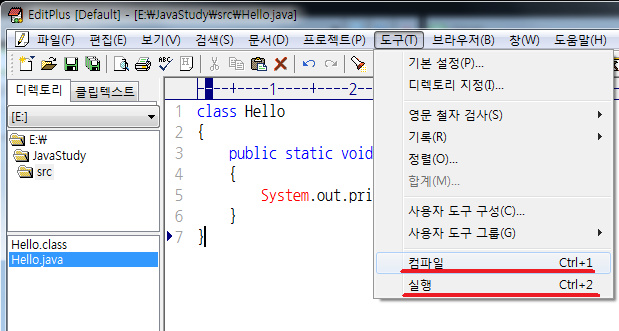 EditPlus [Default] - [E:₩JavaStudy₩src₩Hello.java]
파일(F) 편집(E) 보기(V) 검색(S) 문서(D) 프로젝트(P) 도구(T) 브라우저(B) 창(W) 도움말(H)
디렉토리 클립텍스트
[E:]
E:₩
JavaStudy
src
Hello.class
Hello.java
----+----1----+----2--
1 class Hello
2 {
3 public static void
4 {
5 System.out.pri
6 }
7 }
기본 설정(P)...
디렉토리 지정(I)...
영문 철자 검사(S)
기록(R)
정렬(O)...
합계(M)...
사용자 도구 구성(C)...
사용자 도구 그룹(G)
컴파일 Ctrl+1
실행 Ctrl+2